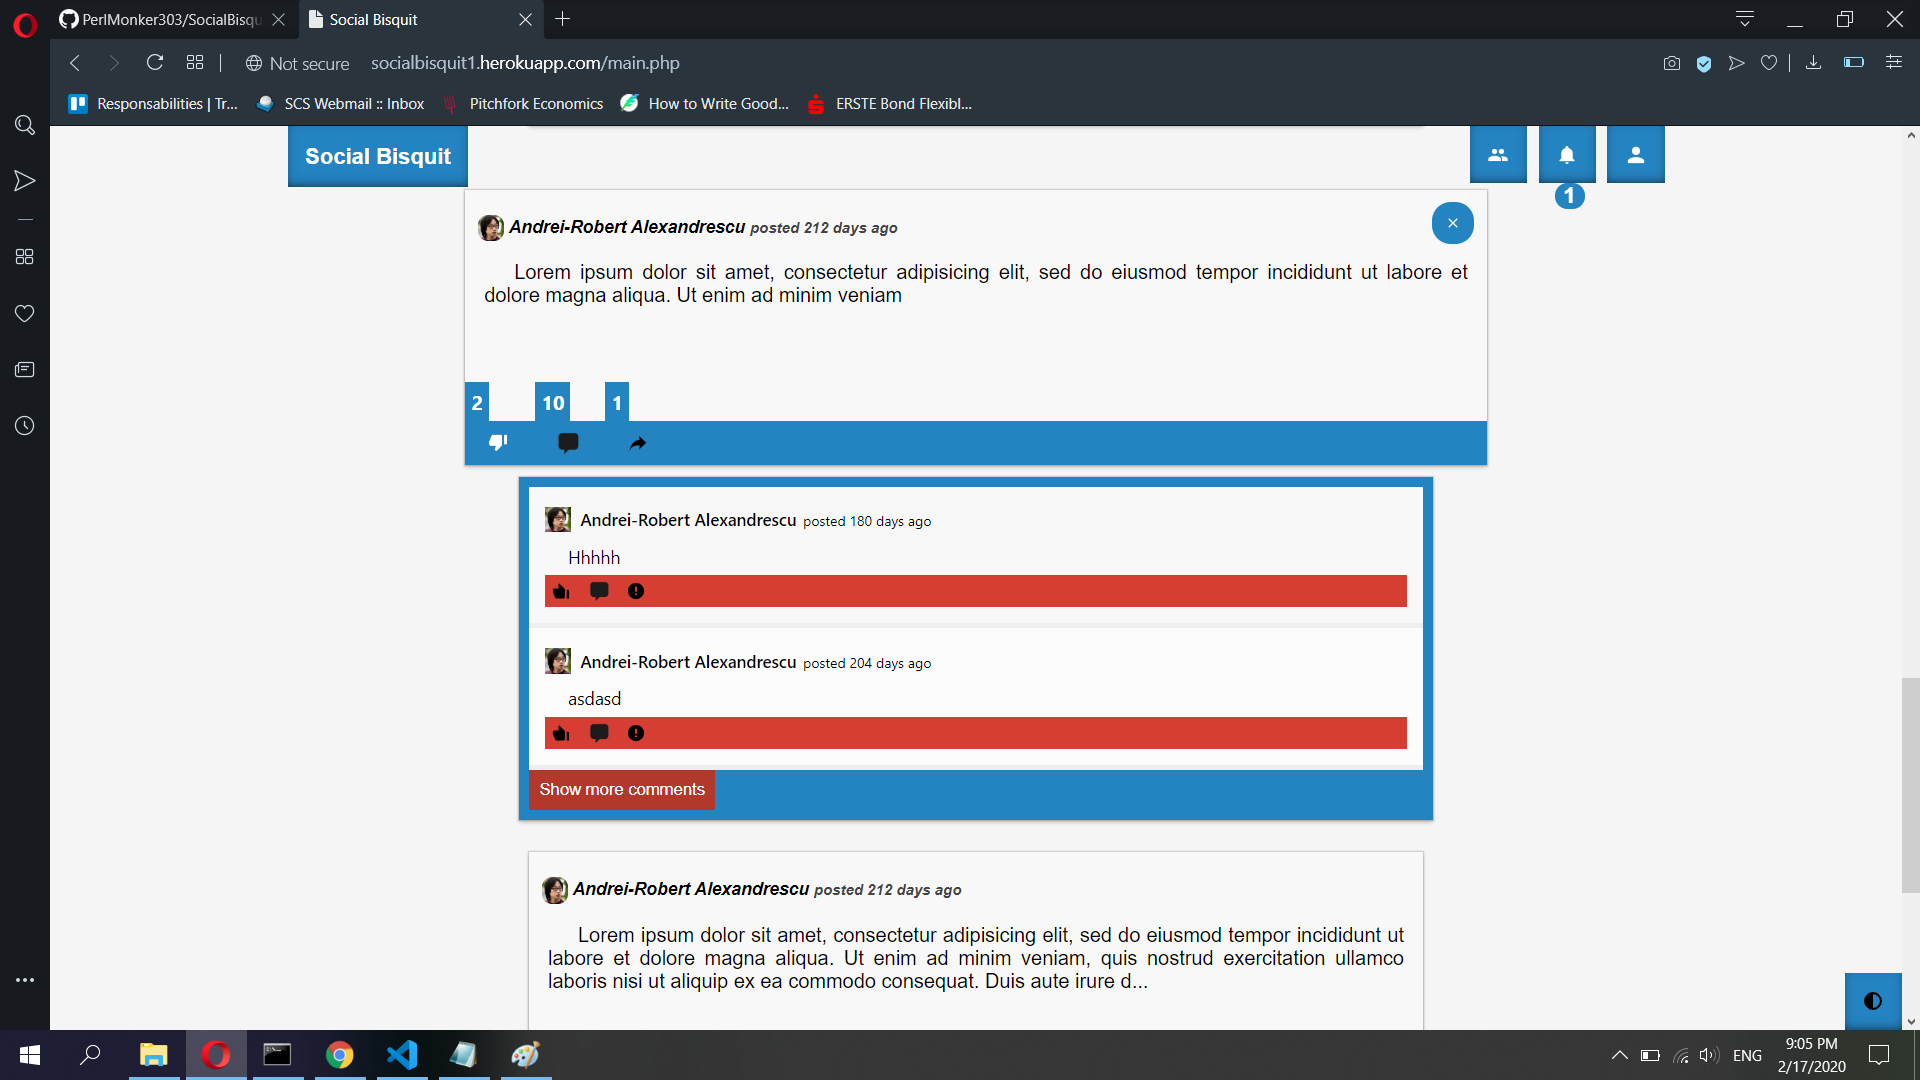 PerlMonker303/SocialBisqu
Social Bisquit
Not secure
socialbisquit1.herokuapp.com/main.php
Responsabilities | Tr...
SCS Webmail :: Inbox
Pitchfork Economics
How to Write Good...
ERSTE Bond Flexibl...
Social Bisquit
1
Andrei-Robert Alexandrescu posted 212 days ago
Lorem ipsum dolor sit amet, consectetur adipisicing elit, sed do eiusmod tempor incididunt ut labore et
dolore magna aliqua. Ut enim ad minim veniam
2
10
1
Andrei-Robert Alexandrescu posted 180 days ago
Hhhhh
Andrei-Robert Alexandrescu posted 204 days ago
asdasd
Show more comments
Andrei-Robert Alexandrescu posted 212 days ago
Lorem ipsum dolor sit amet, consectetur adipisicing elit, sed do eiusmod tempor incididunt ut
labore et dolore magna aliqua. Ut enim ad minim veniam, quis nostrud exercitation ullamco
laboris nisi ut aliquip ex ea commodo consequat. Duis aute irure d...
ENG
9:05 PM
2/17/2020